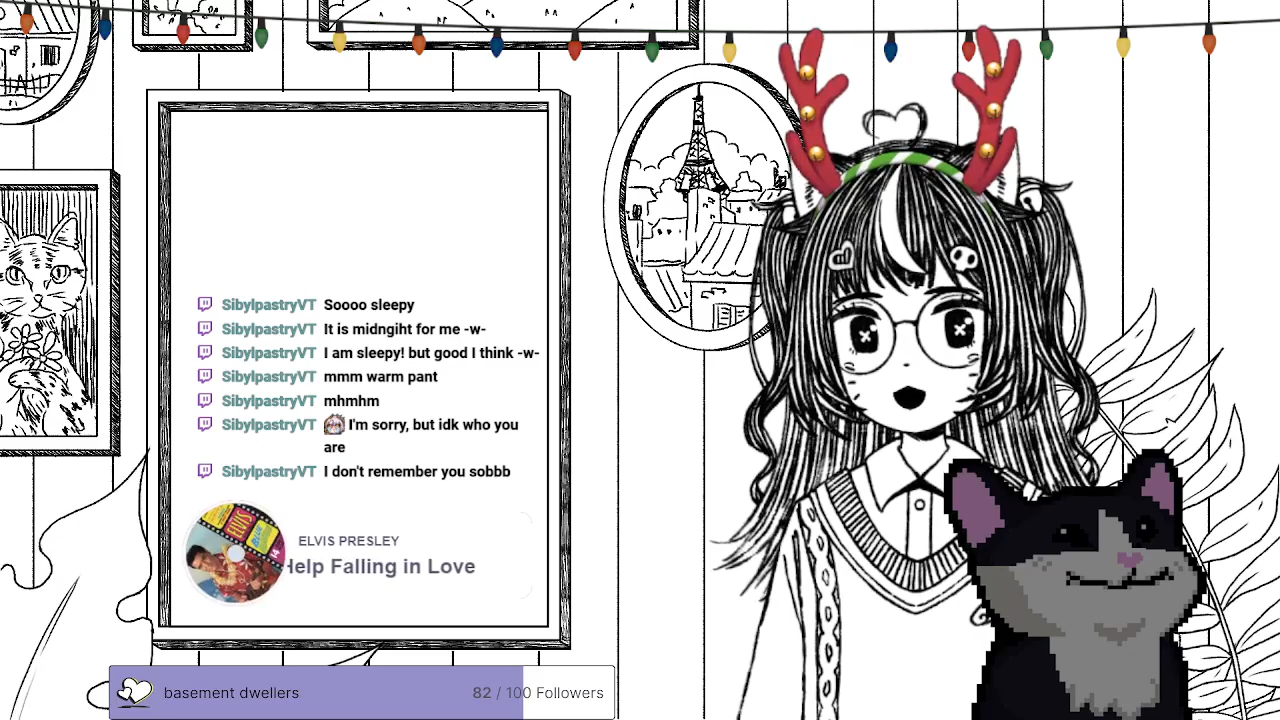 SibylpastryVT Soooo sleepy
SibylpastryVT It is midngiht for me -w-
SibylpastryVT I am sleepy! but good I think -w-
SibylpastryVT mmm warm pant
SibylpastryVT mhmhm
SibylpastryVT I'm sorry, but idk who you
are
SibylpastryVT I don't remember you sobbb
ELVIS
ELVIS PRESLEY
Help Falling in Love
basement dwellers 82 / 100 Followers